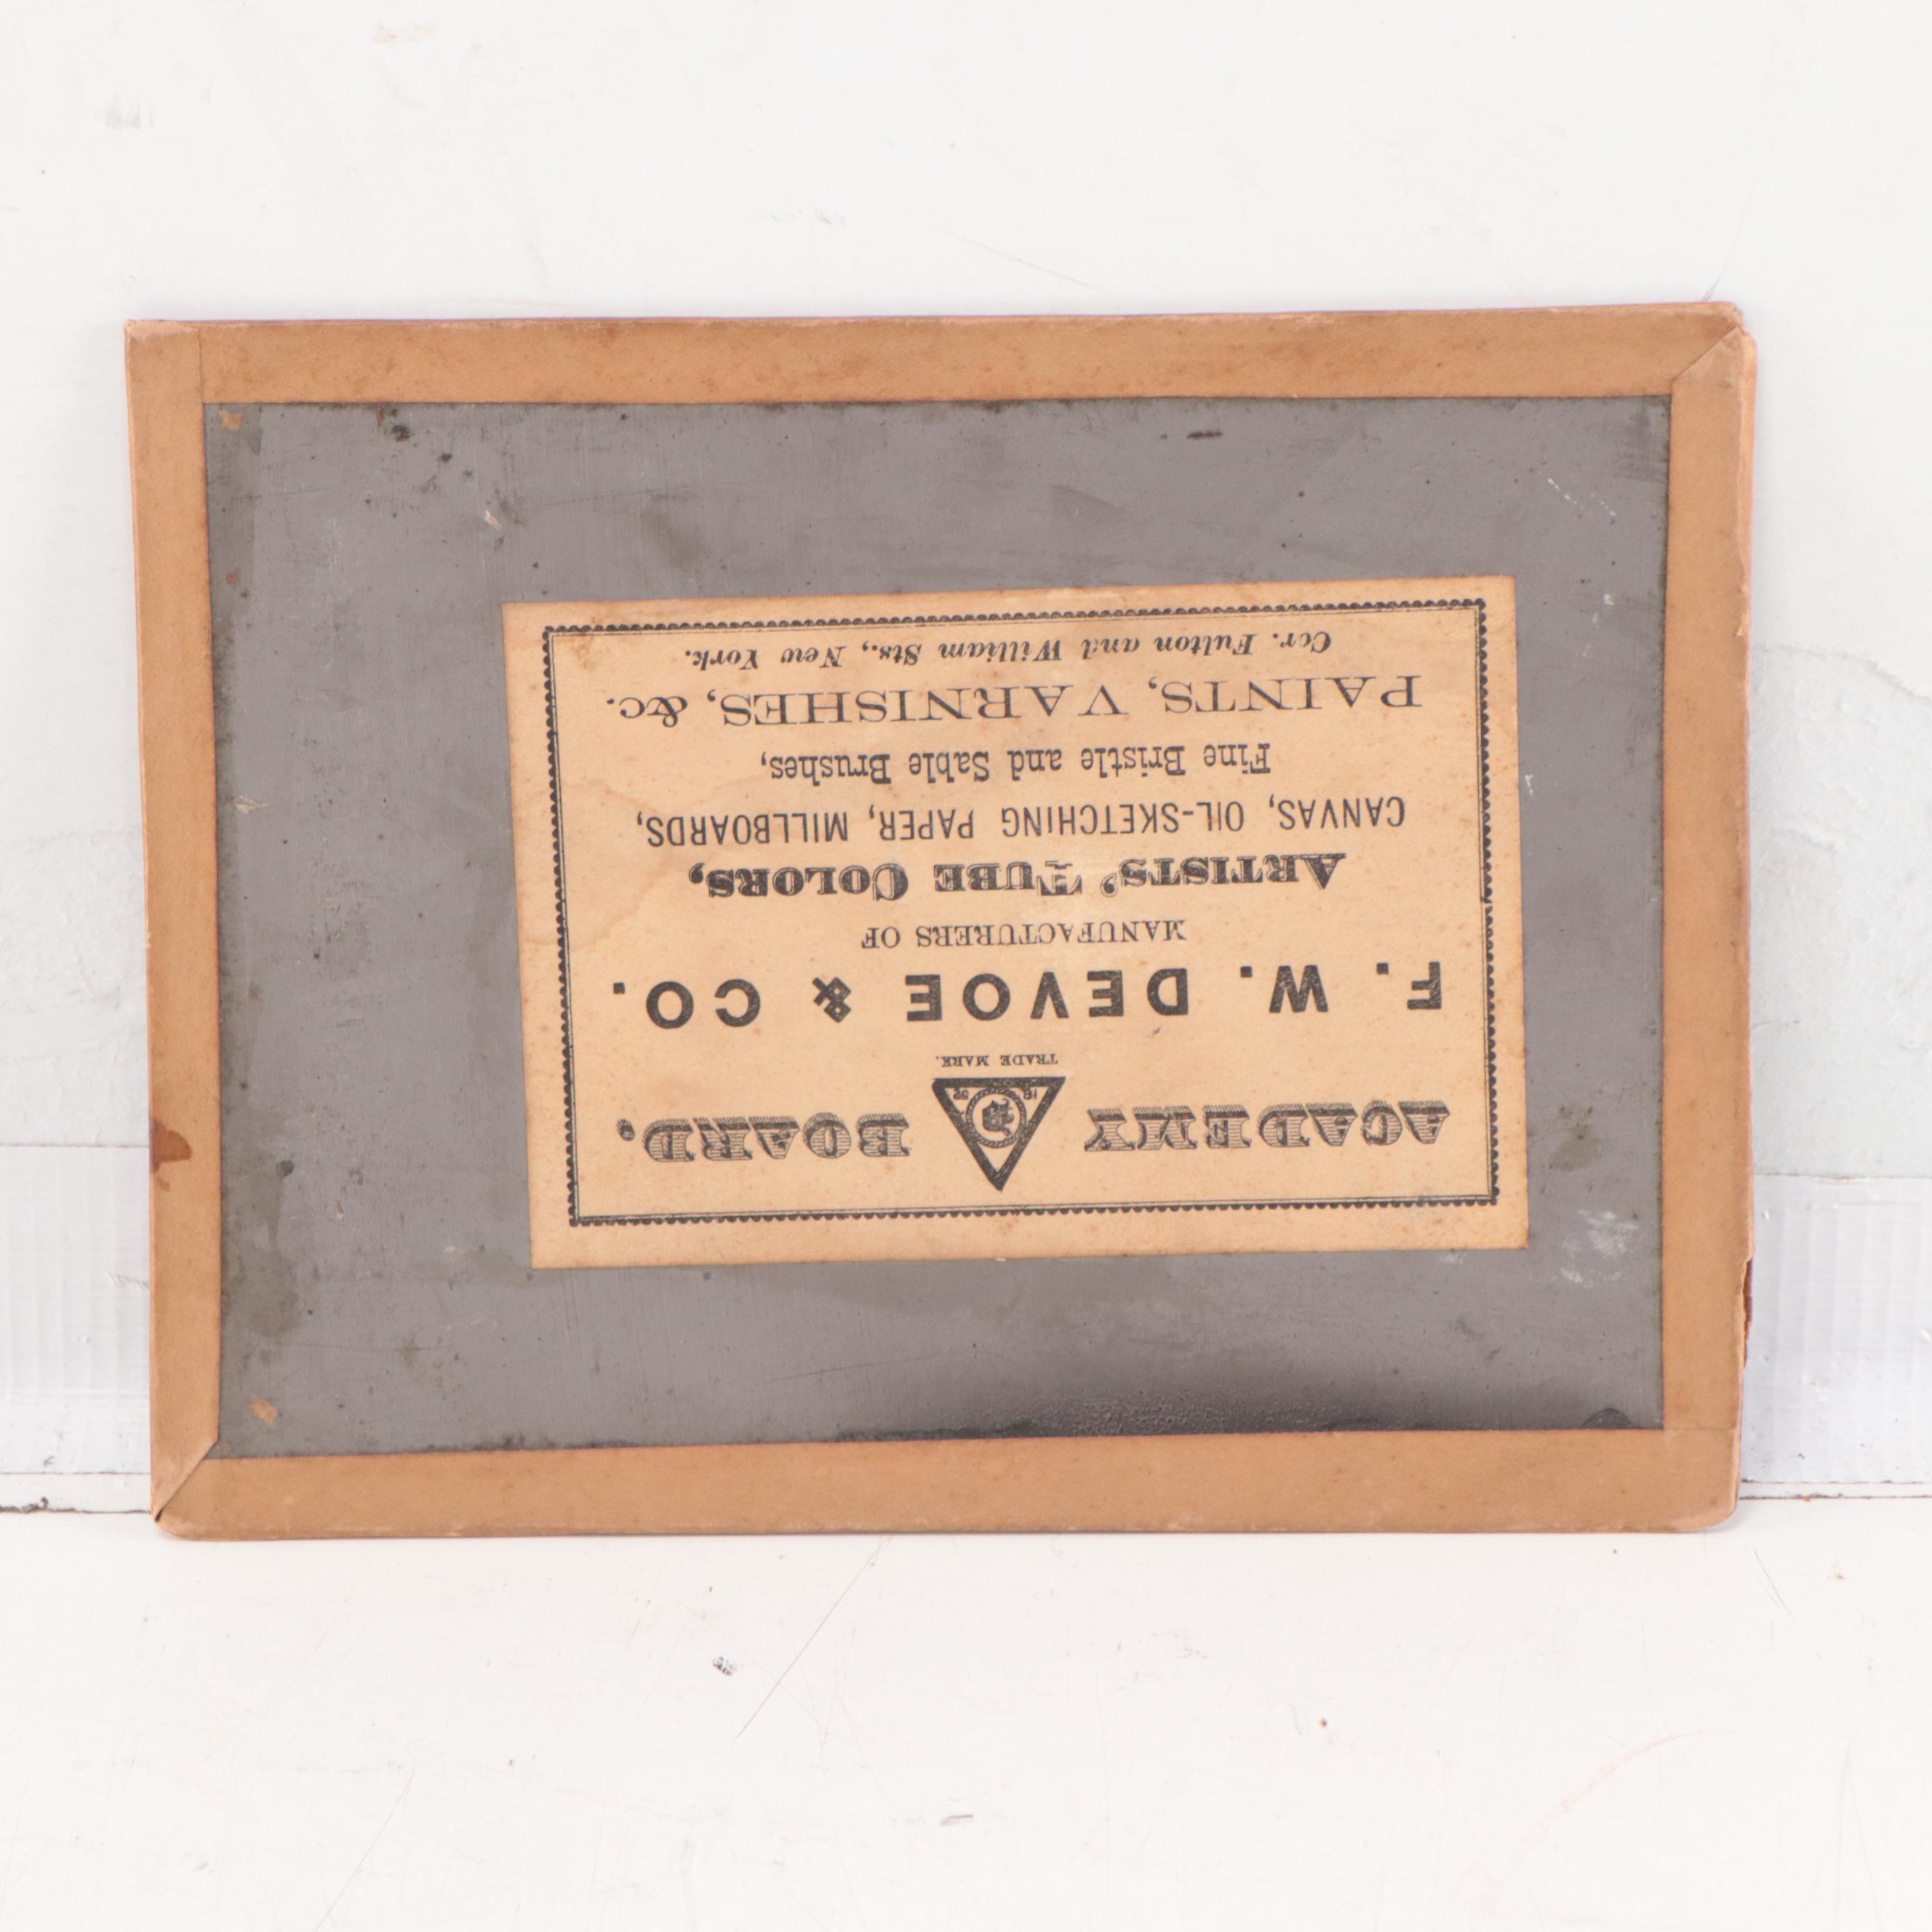 ACADEMY BOARD.
TRADE MARK.
F. W. DEVOE & CO.
MANUFACTURERS OF
ARTISTS' TUBE COLORS,
CANVAS, OIL-SKETCHING PAPER, MILLBOARDS,
Fine Bristle and Sable Brushes,
PAINTS, VARNISHES, &c.
Cor. Fulton and William Sts., New York.